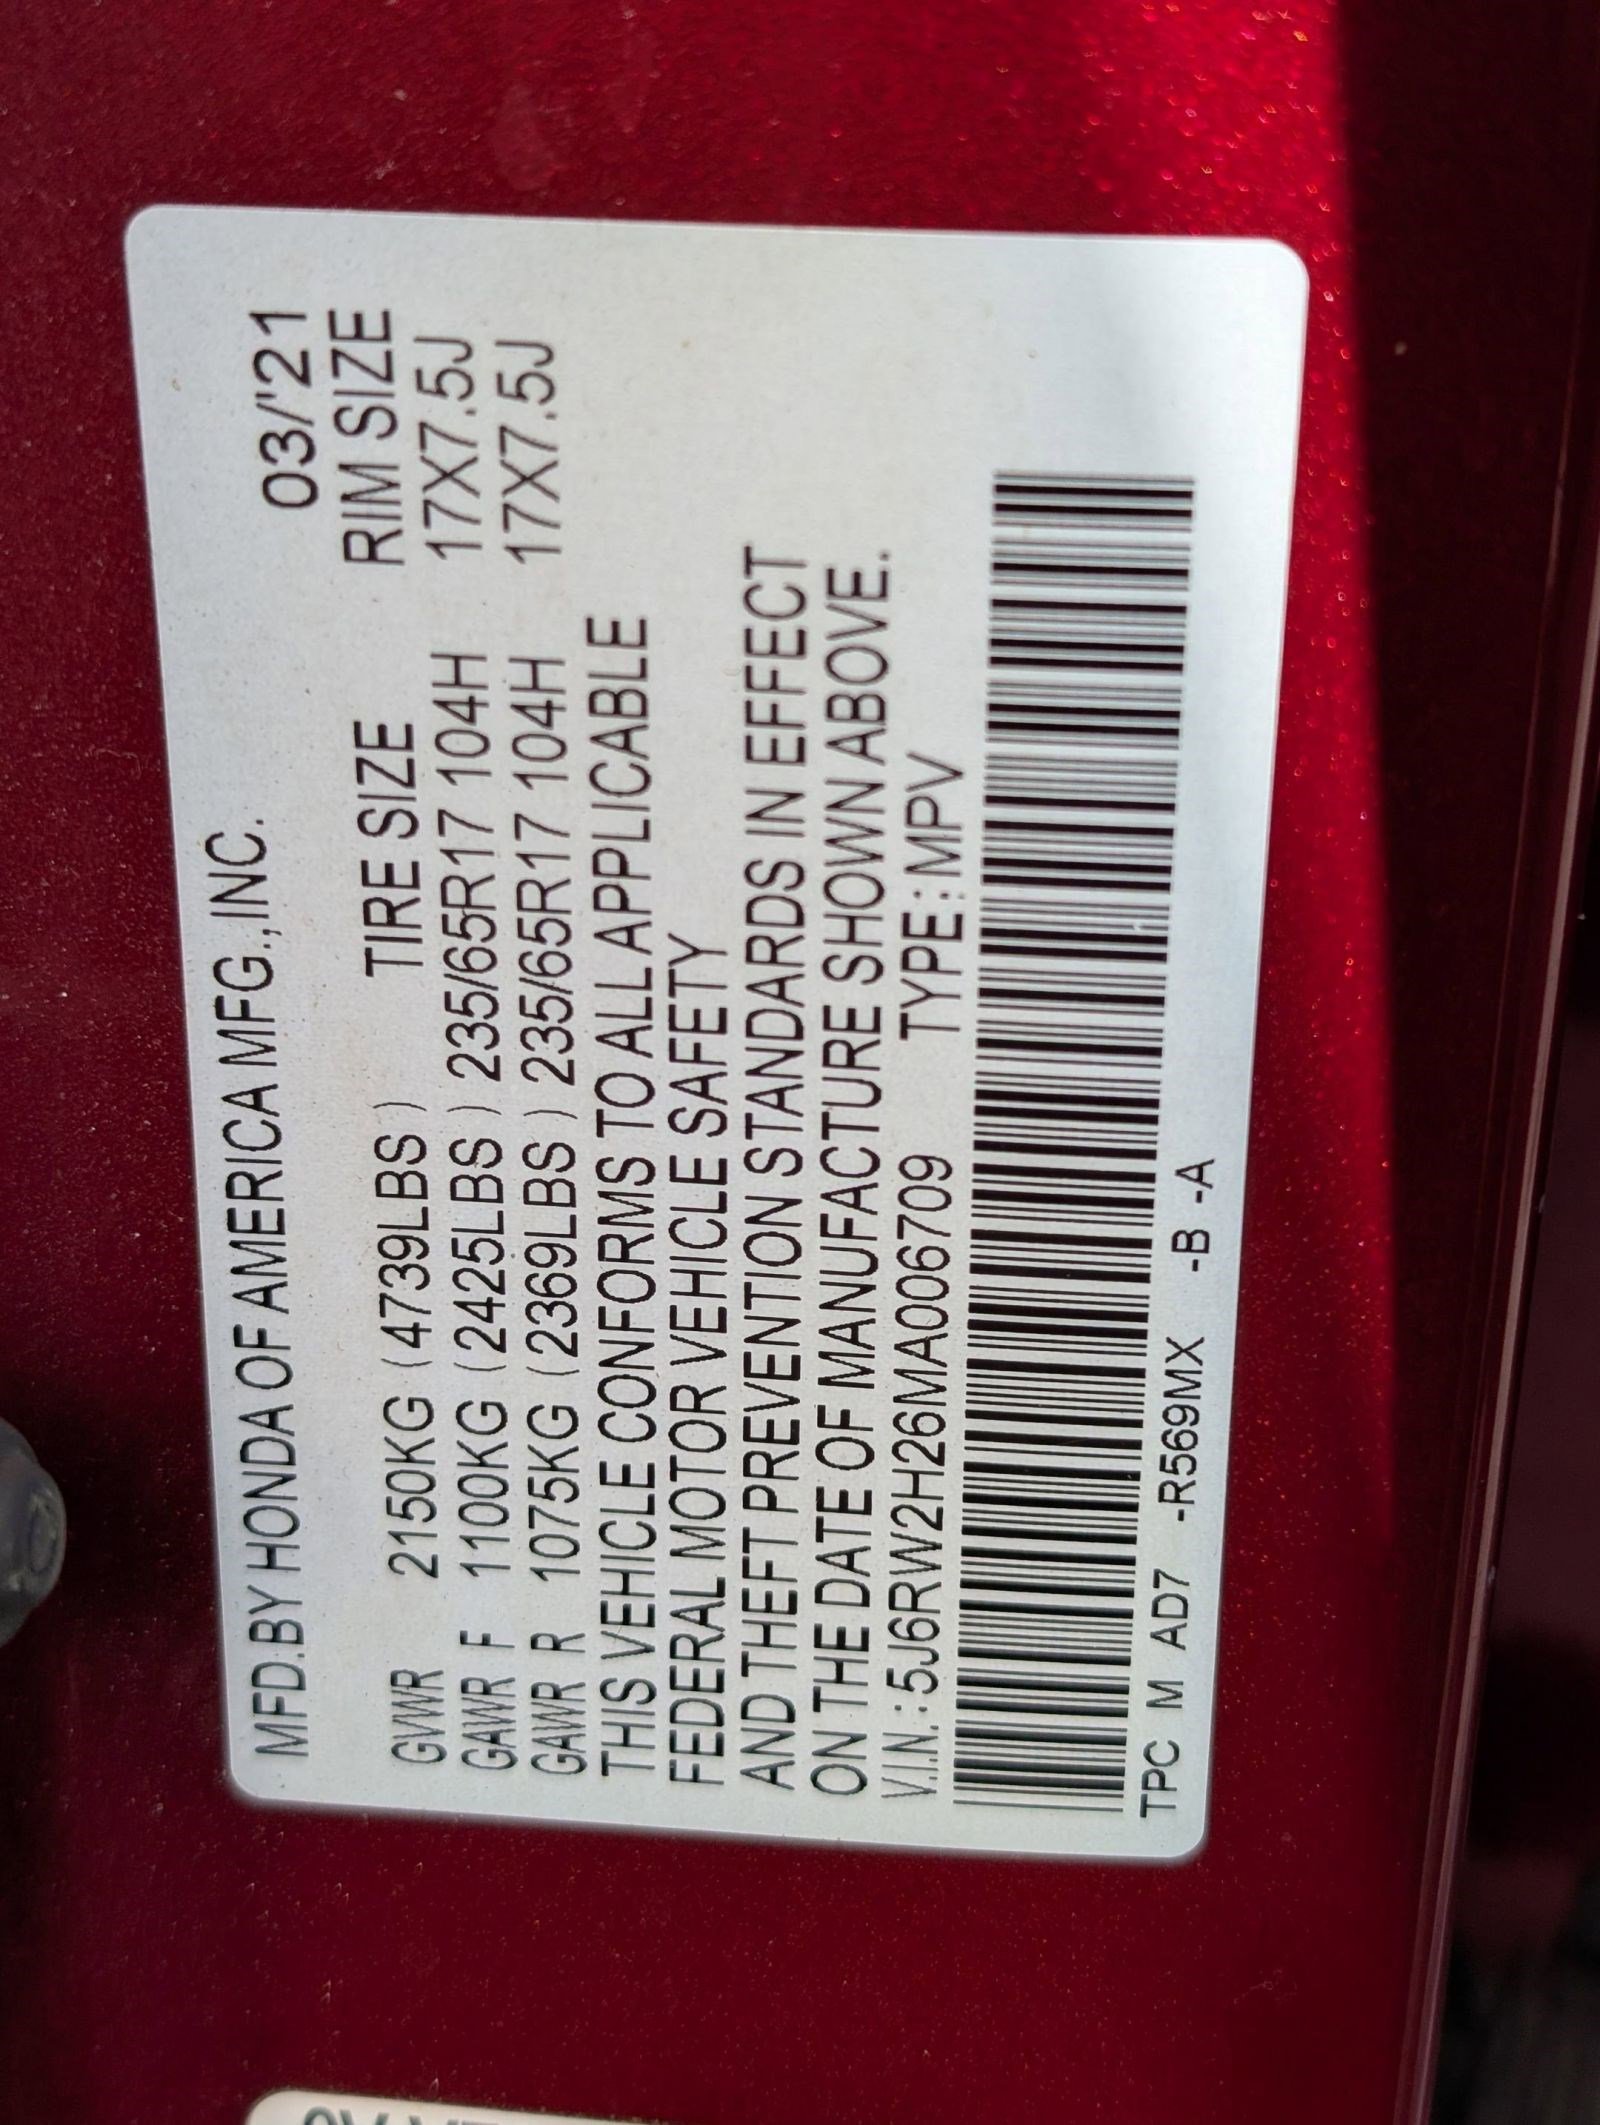 MFD.BY HONDA OF AMERICA MFG.,INC.
03/'21
TIRE SIZE RIM SIZE
GVWR 2150KG (4739LBS)
GAWR F 1100KG (2425LBS) 235/65R17 104H 17X7.5J
GAWR R 1075KG (2369LBS) 235/65R17 104H 17X7.5J
THIS VEHICLE CONFORMS TO ALL APPLICABLE
FEDERAL MOTOR VEHICLE SAFETY
AND THEFT PREVENTION STANDARDS IN EFFECT
ON THE DATE OF MANUFACTURE SHOWN ABOVE.
V.I.N.:5J6RW2H26MA006709 TYPE:MPV
TPC M AD7 -R569MX -B -A